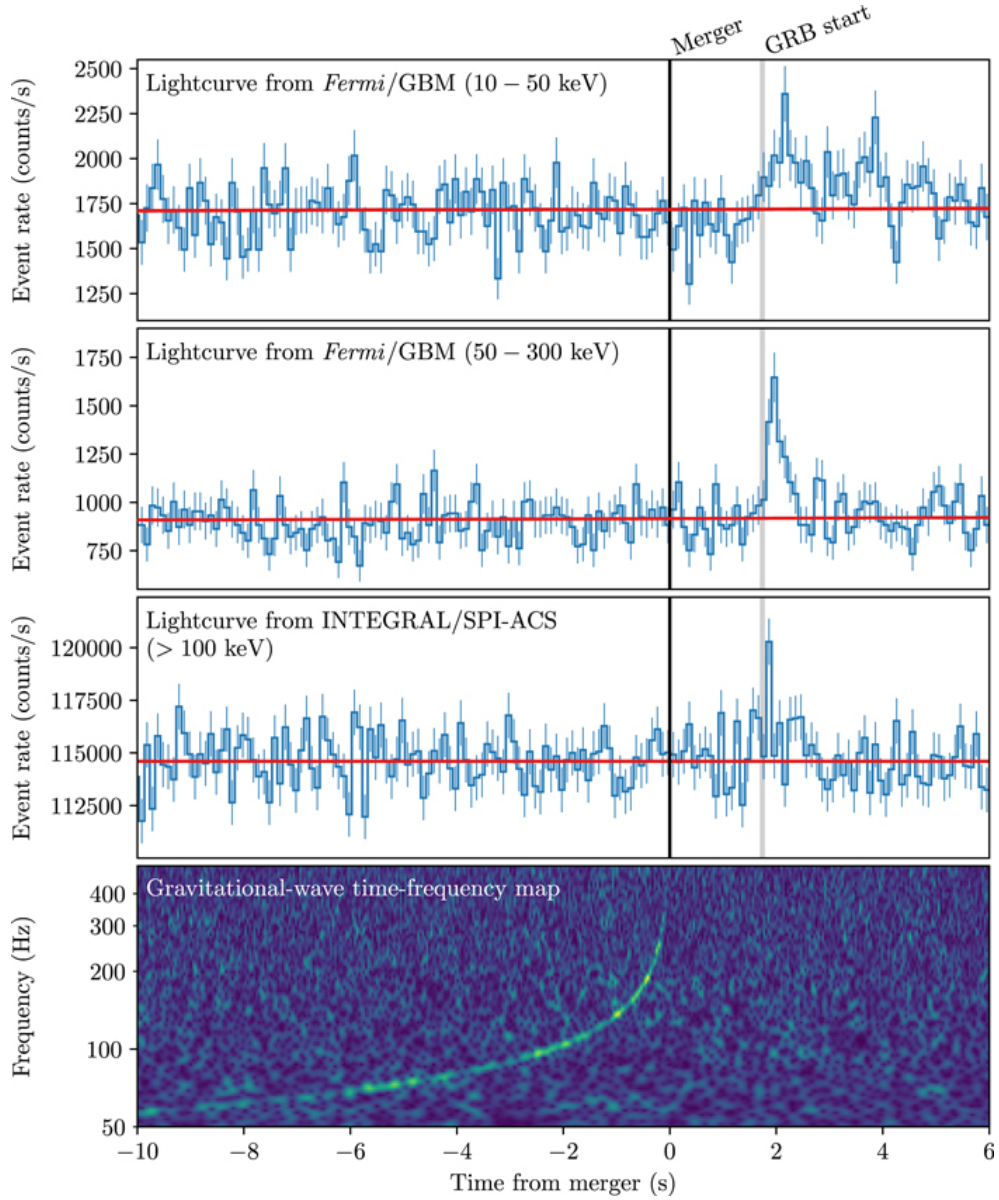 Merger
GRB start
Lightcurve from Fermi/GBM (10 – 50 keV)
Event rate (counts/s)
2500
2250
2000
1750
1500
1250
Lightcurve from Fermi/GBM (50 – 300 keV)
Event rate (counts/s)
1750
1500
1250
1000
750
Lightcurve from INTEGRAL/SPI-ACS
(> 100 keV)
Event rate (counts/s)
120000
117500
115000
112500
Gravitational-wave time-frequency map
Frequency (Hz)
400
300
200
100
50
−10 −8 −6 −4 −2 0 2 4 6
Time from merger (s)